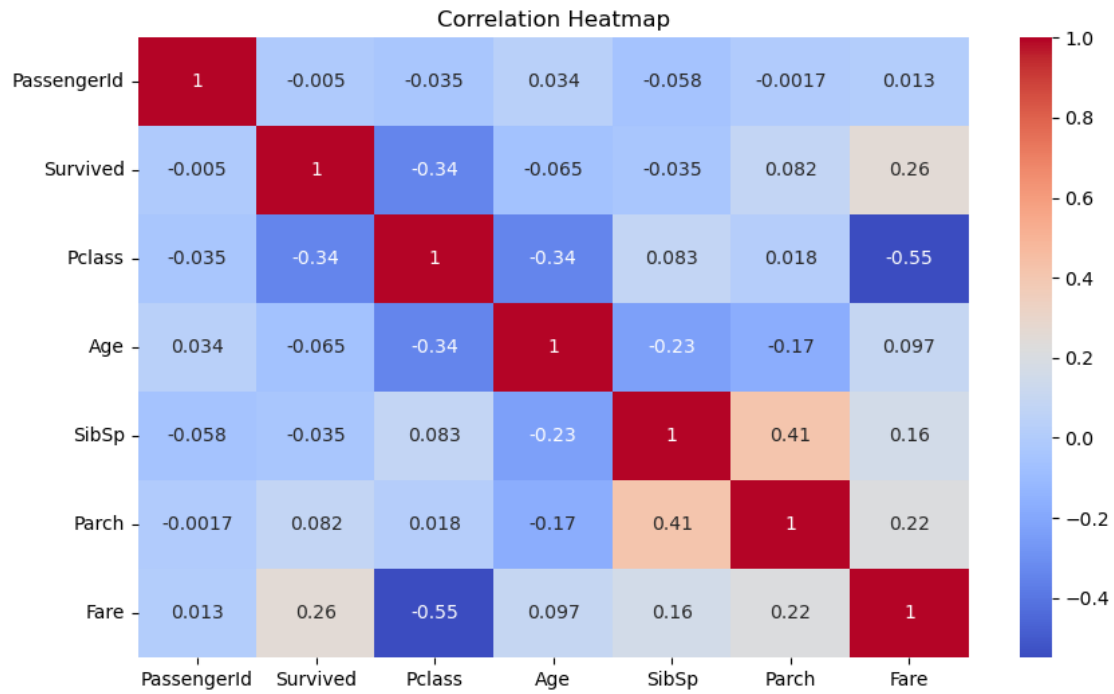 Correlation Heatmap
PassengerId 1 -0.005 -0.035 0.034 -0.058 -0.0017 0.013
Survived -0.005 1 -0.34 -0.065 -0.035 0.082 0.26
Pclass -0.035 -0.34 1 -0.34 0.083 0.018 -0.55
Age 0.034 -0.065 -0.34 1 -0.23 -0.17 0.097
SibSp -0.058 -0.035 0.083 -0.23 1 0.41 0.16
Parch -0.0017 0.082 0.018 -0.17 0.41 1 0.22
Fare 0.013 0.26 -0.55 0.097 0.16 0.22 1
PassengerId Survived Pclass Age SibSp Parch Fare
1.0
0.8
0.6
0.4
0.2
0.0
−0.2
−0.4